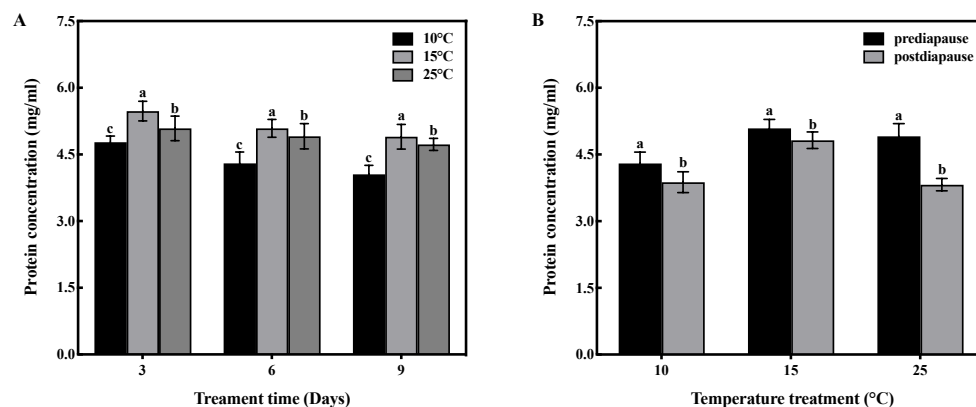 A
7.5
6.0
4.5
3.0
1.5
0.0
Protein concentration (mg/ml)
10°C
15°C
25°C
c a b
c a b
c a b
3 6 9
Treament time (Days)
B
7.5
6.0
4.5
3.0
1.5
0.0
Protein concentration (mg/ml)
prediapause
postdiapause
a b
a b
a b
10 15 25
Temperature treatment (°C)